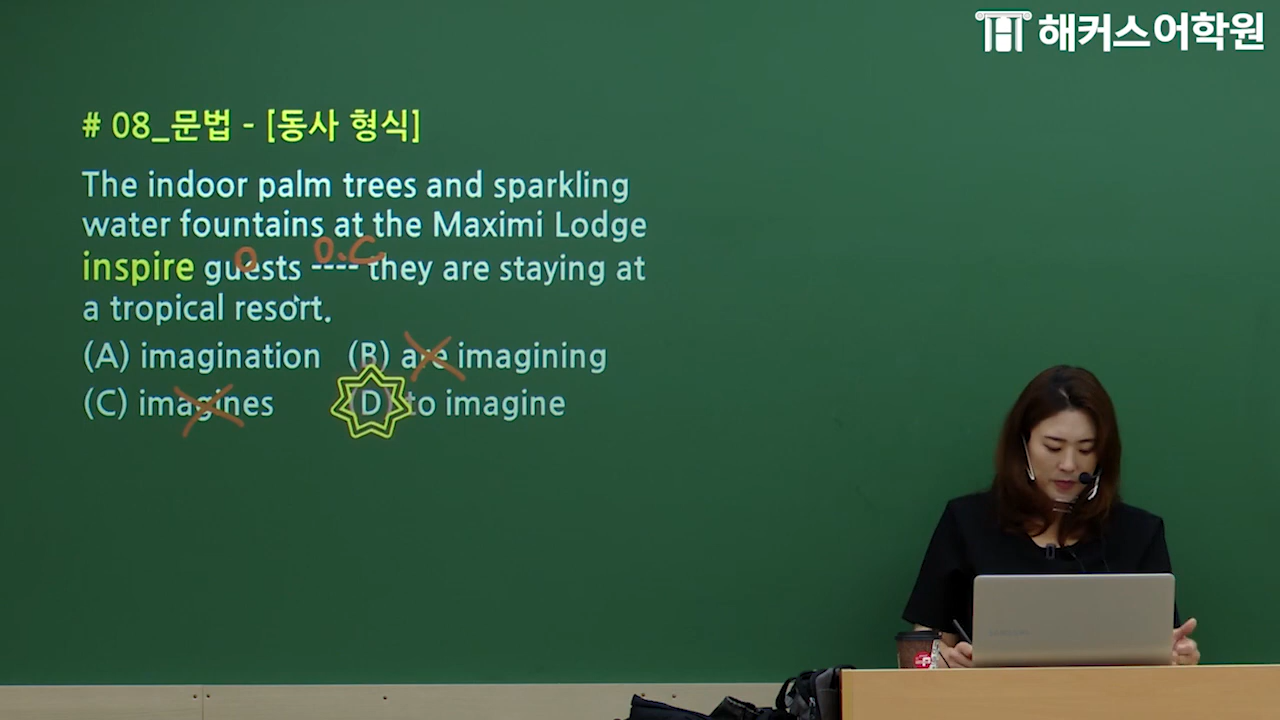 해커스어학원
# 08_문법 - [동사 형식]
The indoor palm trees and sparkling
water fountains at the Maximi Lodge
O O.C
inspire guests ---- they are staying at
a tropical resort.
(A) imagination (B) are imagining
(C) imagines (D) to imagine